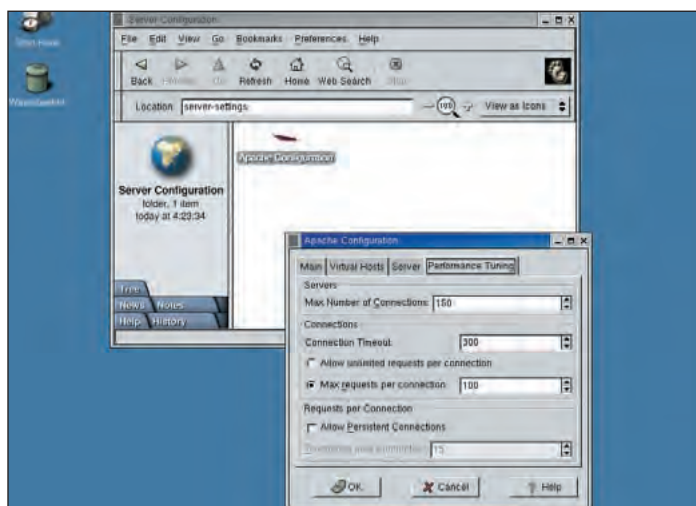 Start Here
Server Configuration
File Edit View Go Bookmarks Preferences Help
Back Refresh Home Web Search
Location: server-settings: 100 View as Icons
Apache Configuration
Server Configuration
folder, 1 item
today at 4:23:34
Tree
News Notes
Help History
Apache Configuration
Main Virtual Hosts Server Performance Tuning
Servers
Max Number of Connections: 150
Connections
Connection Timeout: 300
Allow unlimited requests per connection
Max requests per connection: 100
Requests per Connection
Allow Persistent Connections
15
OK Cancel Help